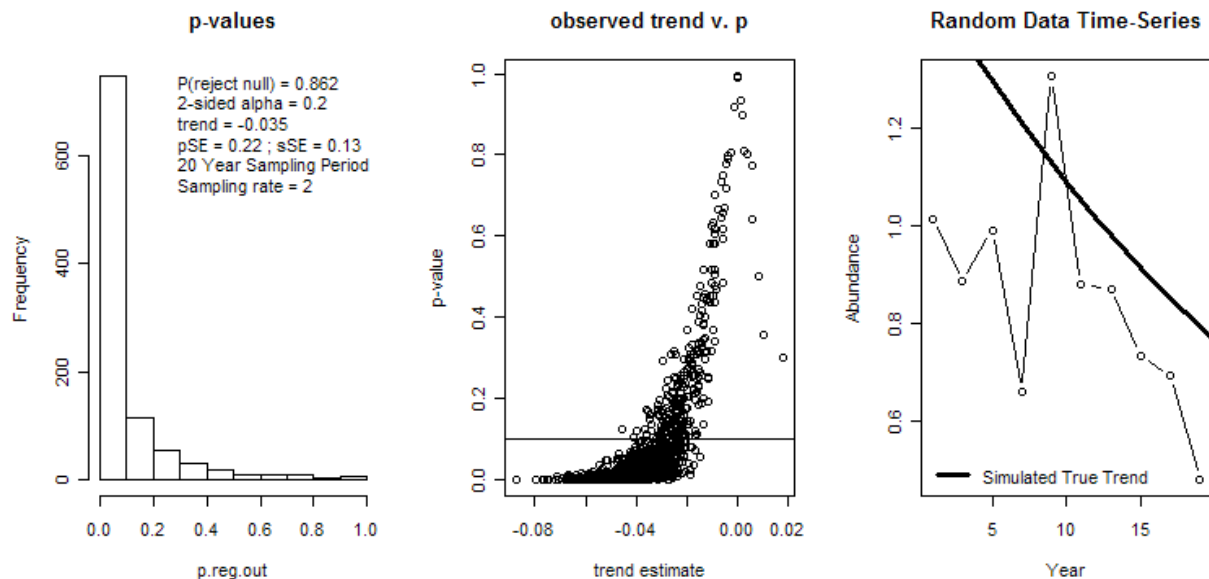 p-values
P(reject null) = 0.862
2-sided alpha = 0.2
trend = -0.035
pSE = 0.22 ; sSE = 0.13
20 Year Sampling Period
Sampling rate = 2
Frequency
0 200 400 600
0.0 0.2 0.4 0.6 0.8 1.0
p.reg.out
observed trend v. p
p-value
0.0 0.2 0.4 0.6 0.8 1.0
-0.08 -0.04 0.00 0.02
trend estimate
Random Data Time-Series
Abundance
0.6 0.8 1.0 1.2
Simulated True Trend
5 10 15
Year